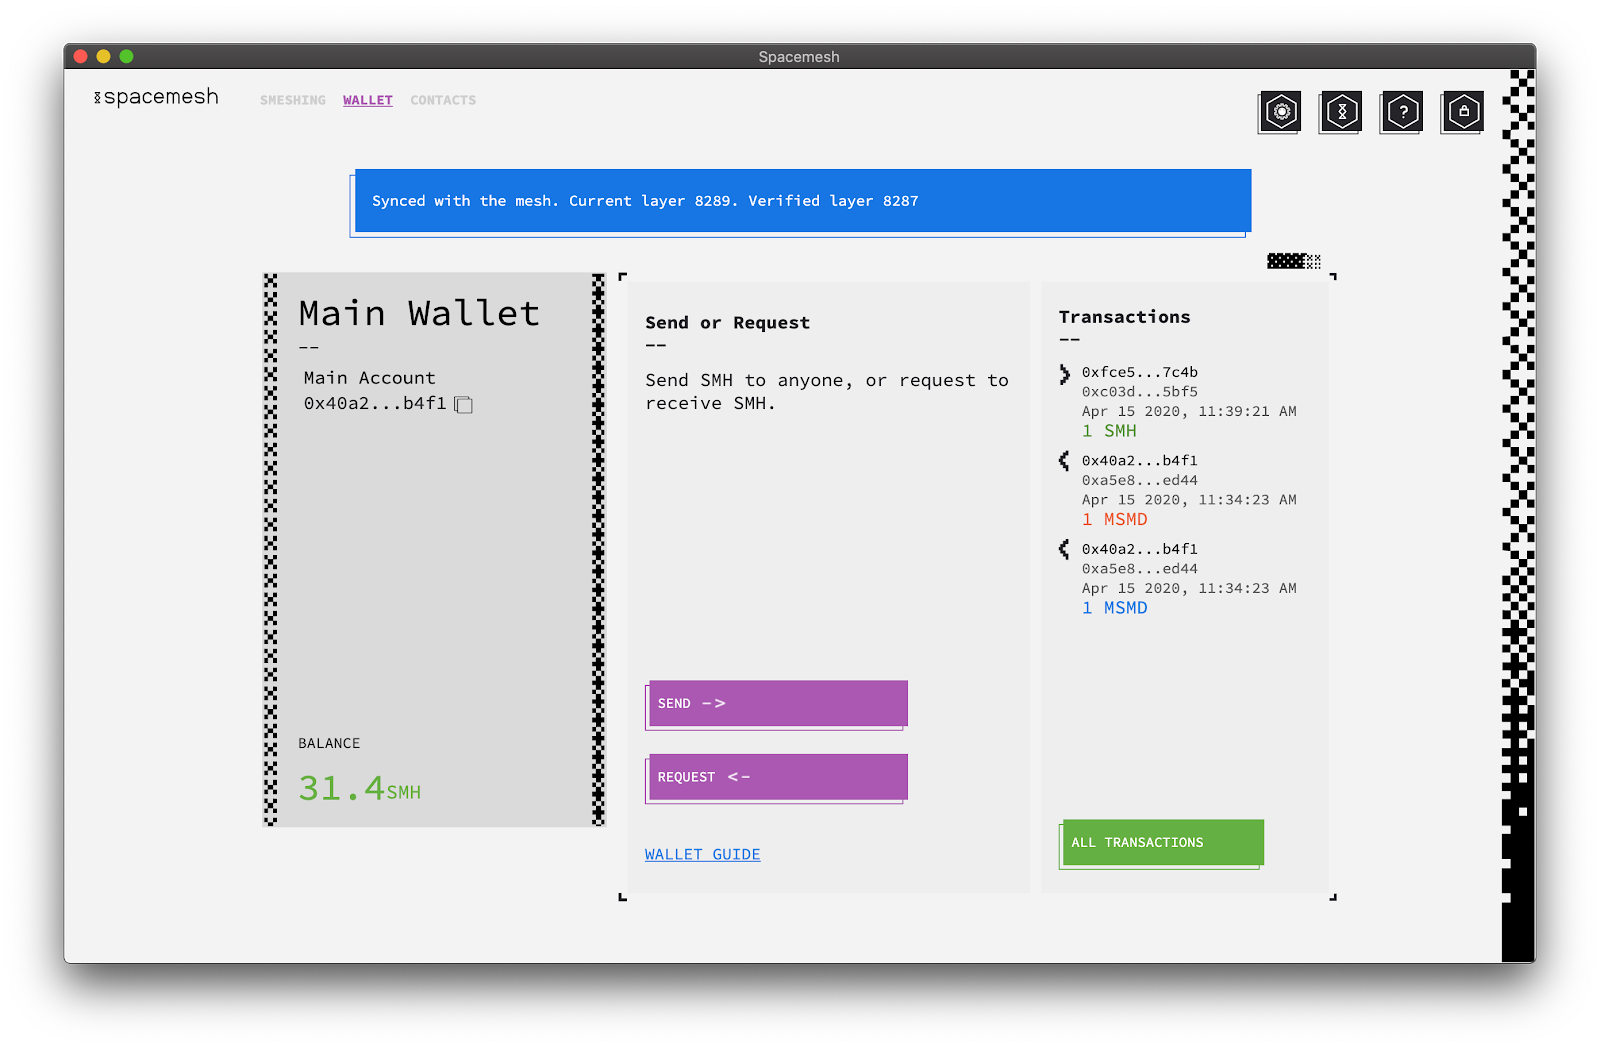 Spacemesh
spacemesh
SMESHING WALLET CONTACTS
?
Synced with the mesh. Current layer 8289. Verified layer 8287
Main Wallet
--
Main Account
0x40a2...b4f1
BALANCE
31.4SMH
Send or Request
--
Send SMH to anyone, or request to
receive SMH.
SEND ->
REQUEST <-
WALLET GUIDE
Transactions
--
0xfce5...7c4b
0xc03d...5bf5
Apr 15 2020, 11:39:21 AM
1 SMH
0x40a2...b4f1
0xa5e8...ed44
Apr 15 2020, 11:34:23 AM
1 MSMD
0x40a2...b4f1
0xa5e8...ed44
Apr 15 2020, 11:34:23 AM
1 MSMD
ALL TRANSACTIONS